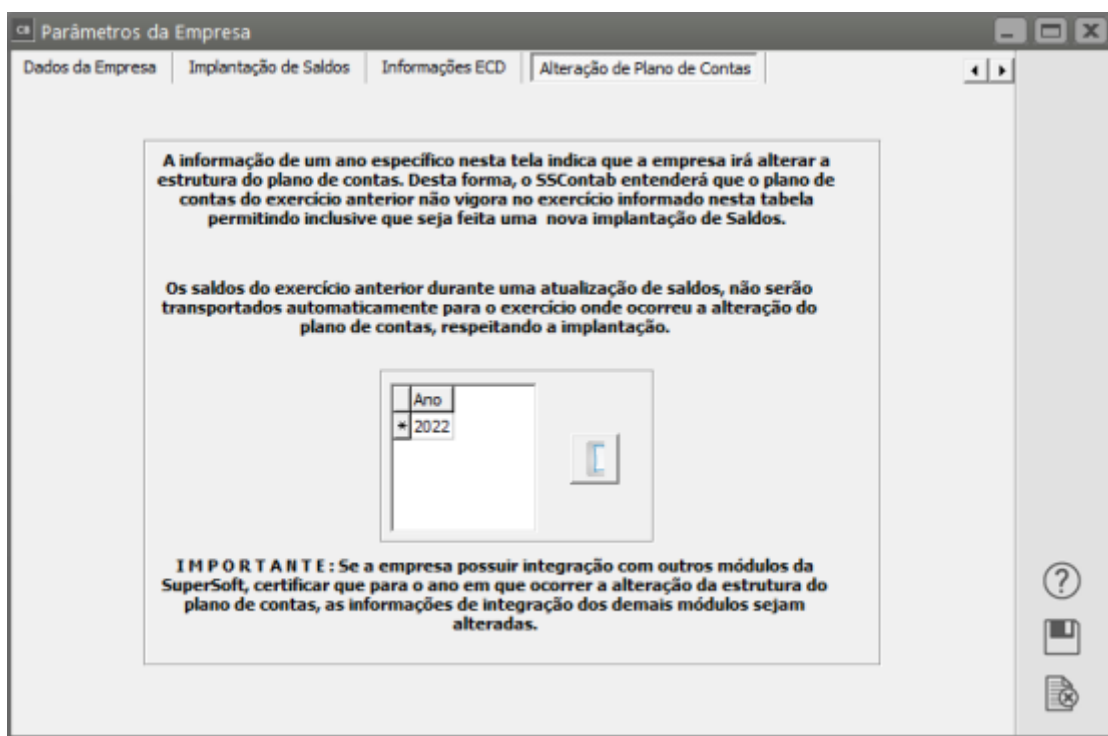 CB Parâmetros da Empresa
Dados da Empresa Implantação de Saldos Informações ECD Alteração de Plano de Contas
A informação de um ano específico nesta tela indica que a empresa irá alterar a
estrutura do plano de contas. Desta forma, o SSContab entenderá que o plano de
contas do exercício anterior não vigora no exercício informado nesta tabela
permitindo inclusive que seja feita uma nova implantação de Saldos.
Os saldos do exercício anterior durante uma atualização de saldos, não serão
transportados automaticamente para o exercício onde ocorreu a alteração do
plano de contas, respeitando a implantação.
Ano
* 2022
I M P O R T A N T E : Se a empresa possuir integração com outros módulos da
SuperSoft, certificar que para o ano em que ocorrer a alteração da estrutura do
plano de contas, as informações de integração dos demais módulos sejam
alteradas.